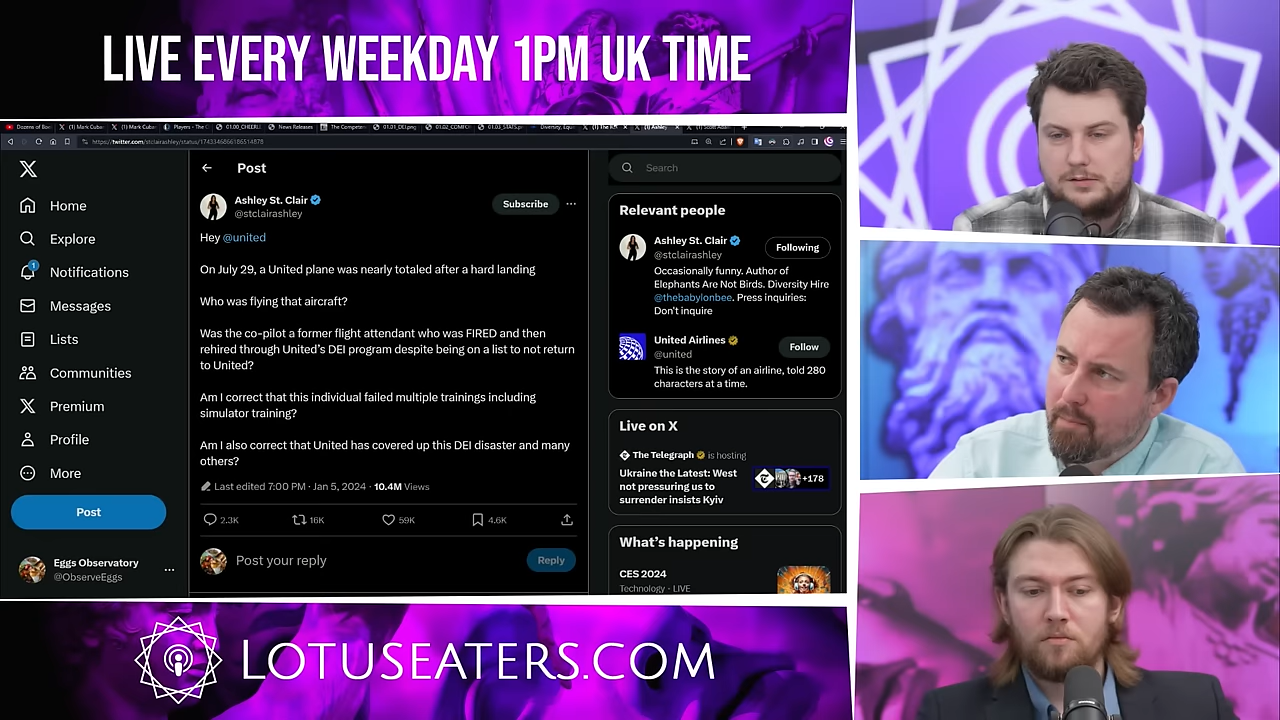 LIVE EVERY WEEKDAY 1PM UK TIME
https://twitter.com/stclairashley/status/1743346866186514878
Home
Explore
1
Notifications
Messages
Lists
Communities
Premium
Profile
More
Post
Eggs Observatory
@ObserveEggs
Post
Ashley St. Clair
@stclairashley
Subscribe
Hey @united
On July 29, a United plane was nearly totaled after a hard landing
Who was flying that aircraft?
Was the co-pilot a former flight attendant who was FIRED and then
rehired through United's DEI program despite being on a list to not return
to United?
Am I correct that this individual failed multiple trainings including
simulator training?
Am I also correct that United has covered up this DEI disaster and many
others?
Last edited 7:00 PM · Jan 5, 2024 · 10.4M Views
2.3K 16K 59K 4.6K
Post your reply
Reply
Search
Relevant people
Ashley St. Clair
@stclairashley
Following
Occasionally funny. Author of
Elephants Are Not Birds. Diversity Hire
@thebabylonbee. Press inquiries:
Don't inquire
United Airlines
@united
Follow
This is the story of an airline, told 280
characters at a time.
Live on X
The Telegraph is hosting
Ukraine the Latest: West
not pressuring us to
surrender insists Kyiv
+178
What's happening
CES 2024
Technology · LIVE
LOTUSEATERS.COM